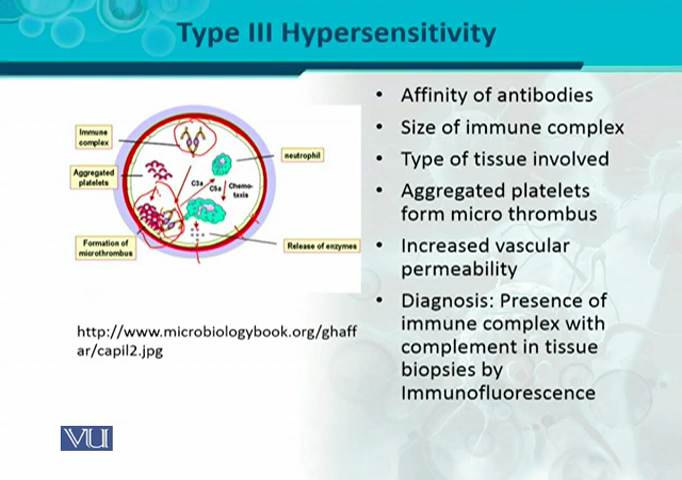 Type III Hypersensitivity
Immune
complex
neutrophil
Aggregated
platelets
C3a
C5a
Chemo-
taxis
Formation of
microthrombus
Release of enzymes
http://www.microbiologybook.org/ghaff
ar/capil2.jpg
VU
• Affinity of antibodies
• Size of immune complex
• Type of tissue involved
• Aggregated platelets
form micro thrombus
• Increased vascular
permeability
• Diagnosis: Presence of
immune complex with
complement in tissue
biopsies by
Immunofluorescence